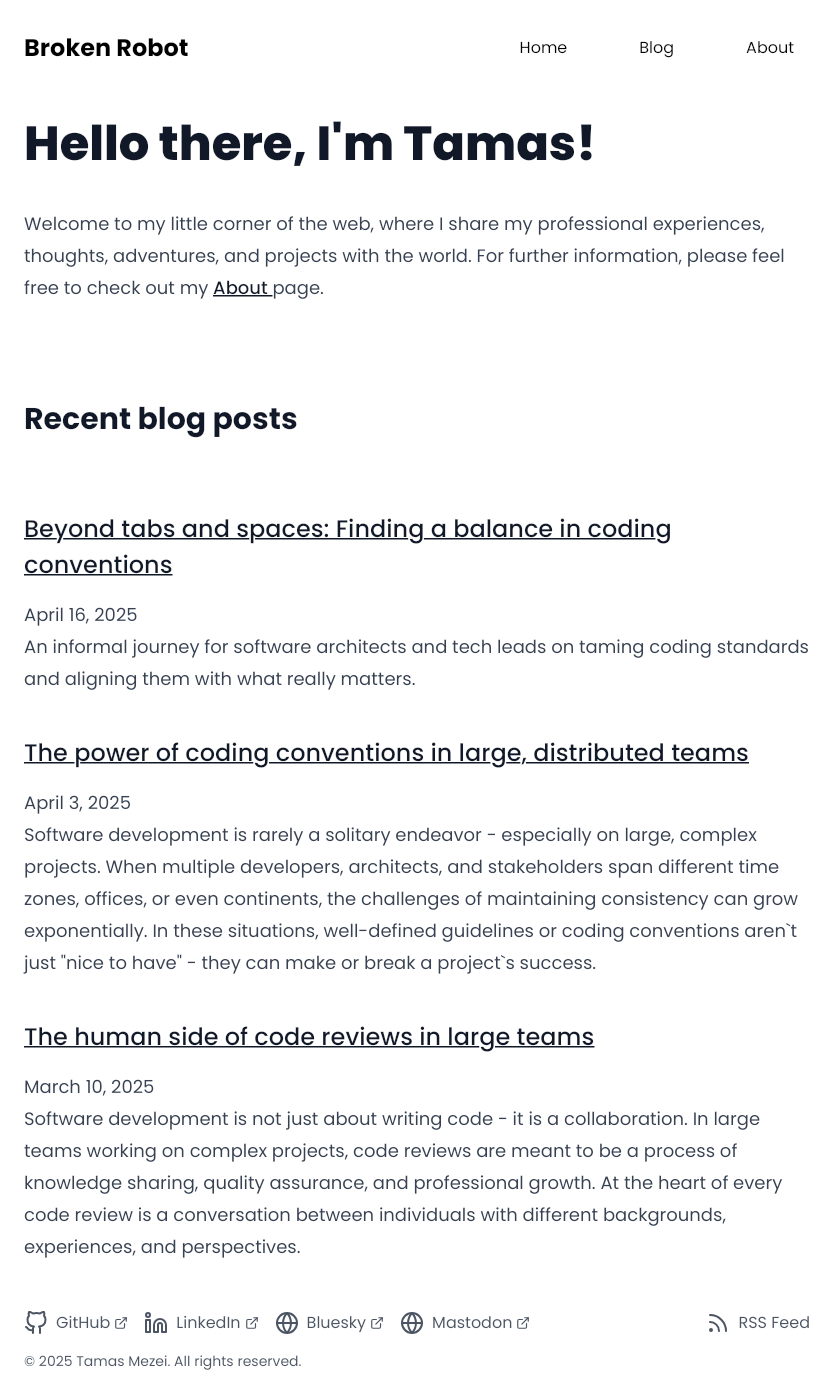 Broken Robot
Home Blog About
Hello there, I'm Tamas!
Welcome to my little corner of the web, where I share my professional experiences,
thoughts, adventures, and projects with the world. For further information, please feel
free to check out my About page.
Recent blog posts
Beyond tabs and spaces: Finding a balance in coding
conventions
April 16, 2025
An informal journey for software architects and tech leads on taming coding standards
and aligning them with what really matters.
The power of coding conventions in large, distributed teams
April 3, 2025
Software development is rarely a solitary endeavor - especially on large, complex
projects. When multiple developers, architects, and stakeholders span different time
zones, offices, or even continents, the challenges of maintaining consistency can grow
exponentially. In these situations, well-defined guidelines or coding conventions aren`t
just "nice to have" - they can make or break a project`s success.
The human side of code reviews in large teams
March 10, 2025
Software development is not just about writing code - it is a collaboration. In large
teams working on complex projects, code reviews are meant to be a process of
knowledge sharing, quality assurance, and professional growth. At the heart of every
code review is a conversation between individuals with different backgrounds,
experiences, and perspectives.
GitHub LinkedIn Bluesky Mastodon RSS Feed
© 2025 Tamas Mezei. All rights reserved.